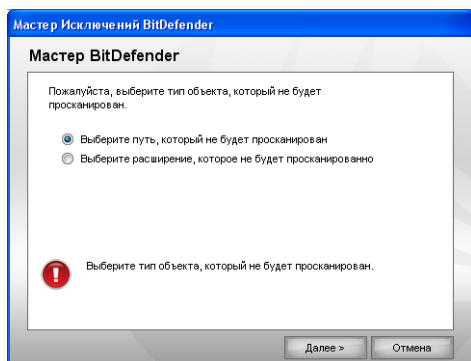 Мастер Исключений BitDefender
Мастер BitDefender
Пожалуйста, выберите тип объекта, который не будет
просканирован.
Выберите путь, который не будет просканирован
Выберите расширение, которое не будет просканированно
Выберите тип объекта, который не будет просканирован.
Далее >
Отмена